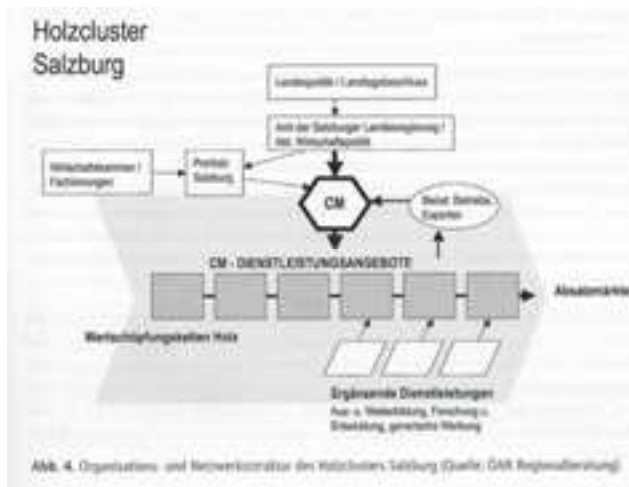 Holzcluster
Salzburg
Landespolitik / Landtagsbeschluss
Amt der Salzburger Landesregierung /
Abt. Wirtschaftspolitik
Wirtschaftskammern /
Fachinnungen
ProHolz
Salzburg
CM
Beirat: Betriebe,
Experten
CM - DIENSTLEISTUNGSANGEBOTE
Absatzmärkte
Wertschöpfungsketten Holz
Ergänzende Dienstleistungen
Aus- u. Weiterbildung, Forschung u.
Entwicklung, generische Werbung
Abb. 4. Organisations- und Netzwerkstruktur des Holzclusters Salzburg (Quelle: ÖAR Regionalberatung)